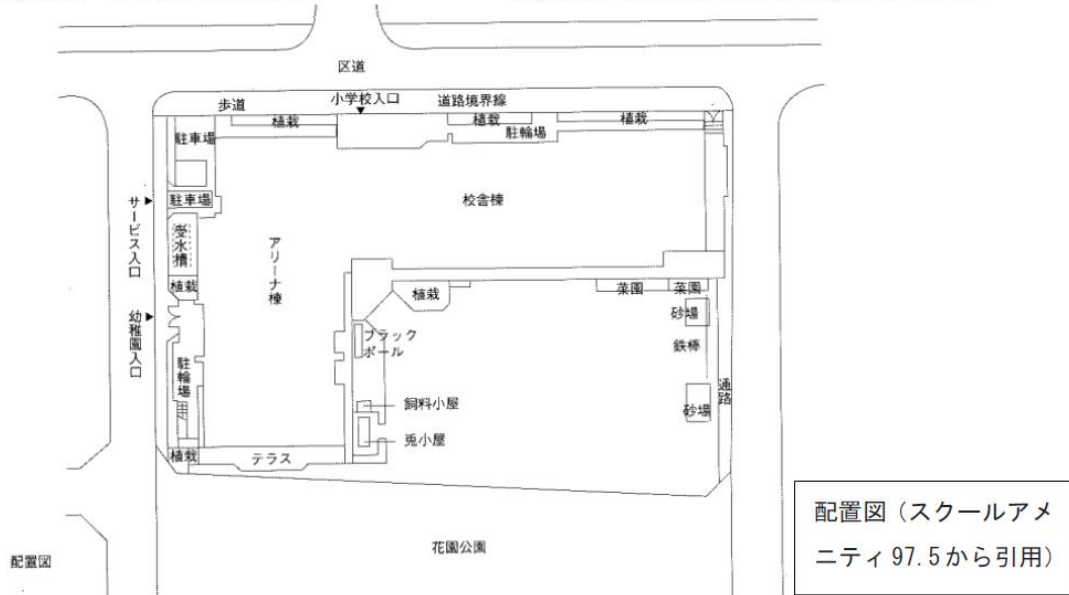 区道
歩道
小学校入口
道路境界線
植栽
植栽
植栽
駐輪場
駐車場
駐車場
サービス入口
校舎棟
受水槽
アリーナ棟
植栽
植栽
菜園
菜園
砂場
幼稚園入口
ブラック
ボール
鉄棒
駐輪場
通路
飼料小屋
砂場
兎小屋
植栽
テラス
花園公園
配置図
配置図（スクールアメ
ニティ 97.5から引用）